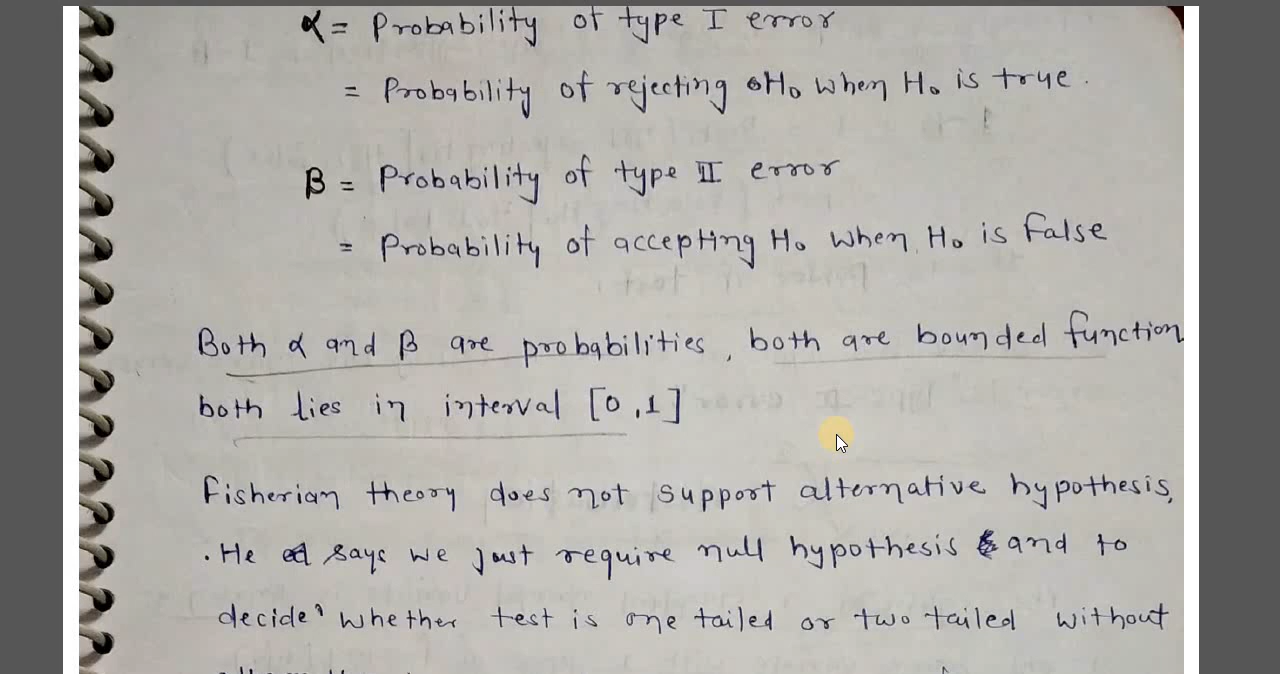 α = Probability of type I error
= Probability of rejecting H₀ when H₀ is true.
β = Probability of type II error
= Probability of accepting H₀ when H₀ is false
Both α and β are probabilities, both are bounded function
both lies in interval [0,1]
Fisherian theory does not support alternative hypothesis,
. He says we just require null hypothesis and to
decide whether test is one tailed or two tailed without